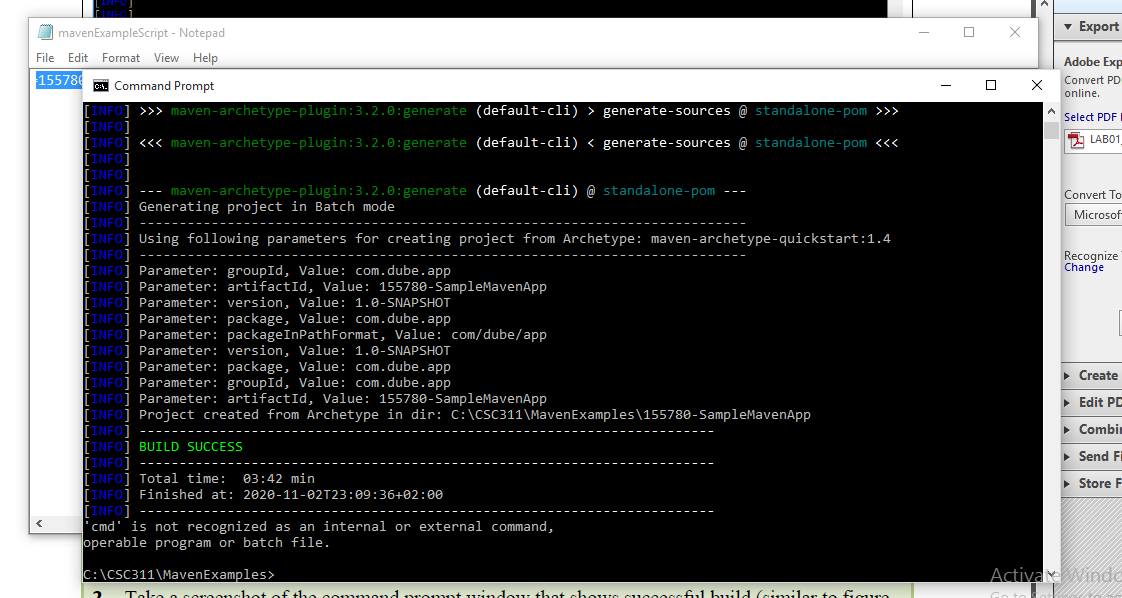 [INFO]
[INFO]
mavenExampleScript - Notepad
File Edit Format View Help
155780
Command Prompt
[INFO] >>> maven-archetype-plugin:3.2.0:generate (default-cli) > generate-sources @ standalone-pom >>>
[INFO]
[INFO] <<< maven-archetype-plugin:3.2.0:generate (default-cli) < generate-sources @ standalone-pom <<<
[INFO]
[INFO]
[INFO] --- maven-archetype-plugin:3.2.0:generate (default-cli) @ standalone-pom ---
[INFO] Generating project in Batch mode
[INFO] ----------------------------------------------------------------------------
[INFO] Using following parameters for creating project from Archetype: maven-archetype-quickstart:1.4
[INFO] ----------------------------------------------------------------------------
[INFO] Parameter: groupId, Value: com.dube.app
[INFO] Parameter: artifactId, Value: 155780-SampleMavenApp
[INFO] Parameter: version, Value: 1.0-SNAPSHOT
[INFO] Parameter: package, Value: com.dube.app
[INFO] Parameter: packageInPathFormat, Value: com/dube/app
[INFO] Parameter: version, Value: 1.0-SNAPSHOT
[INFO] Parameter: package, Value: com.dube.app
[INFO] Parameter: groupId, Value: com.dube.app
[INFO] Parameter: artifactId, Value: 155780-SampleMavenApp
[INFO] Project created from Archetype in dir: C:\CSC311\MavenExamples\155780-SampleMavenApp
[INFO] ------------------------------------------------------------------------
[INFO] BUILD SUCCESS
[INFO] ------------------------------------------------------------------------
[INFO] Total time:  03:42 min
[INFO] Finished at: 2020-11-02T23:09:36+02:00
[INFO] ------------------------------------------------------------------------
'cmd' is not recognized as an internal or external command,
operable program or batch file.
C:\CSC311\MavenExamples>
2. Take a screenshot of the command prompt window that shows successful build (similar to figure
Export
Adobe Exp
Convert PD
online.
Select PDF
LAB01_
Convert To
Microsof
Recognize
Change
Create
Edit PD
Combin
Send Fi
Store F
Activate Windo
Go to Settings to